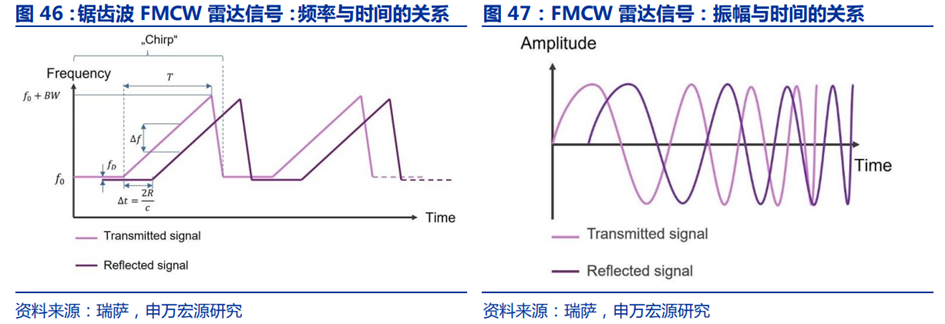 图 46：锯齿波 FMCW 雷达信号：频率与时间的关系
„Chirp“
Frequency
T
f₀ + BW
Δf
f_D
f₀
Δt = 2R/c
Time
Transmitted signal
Reflected signal
资料来源：瑞萨，申万宏源研究
图 47：FMCW 雷达信号：振幅与时间的关系
Amplitude
Time
Transmitted signal
Reflected signal
资料来源：瑞萨，申万宏源研究